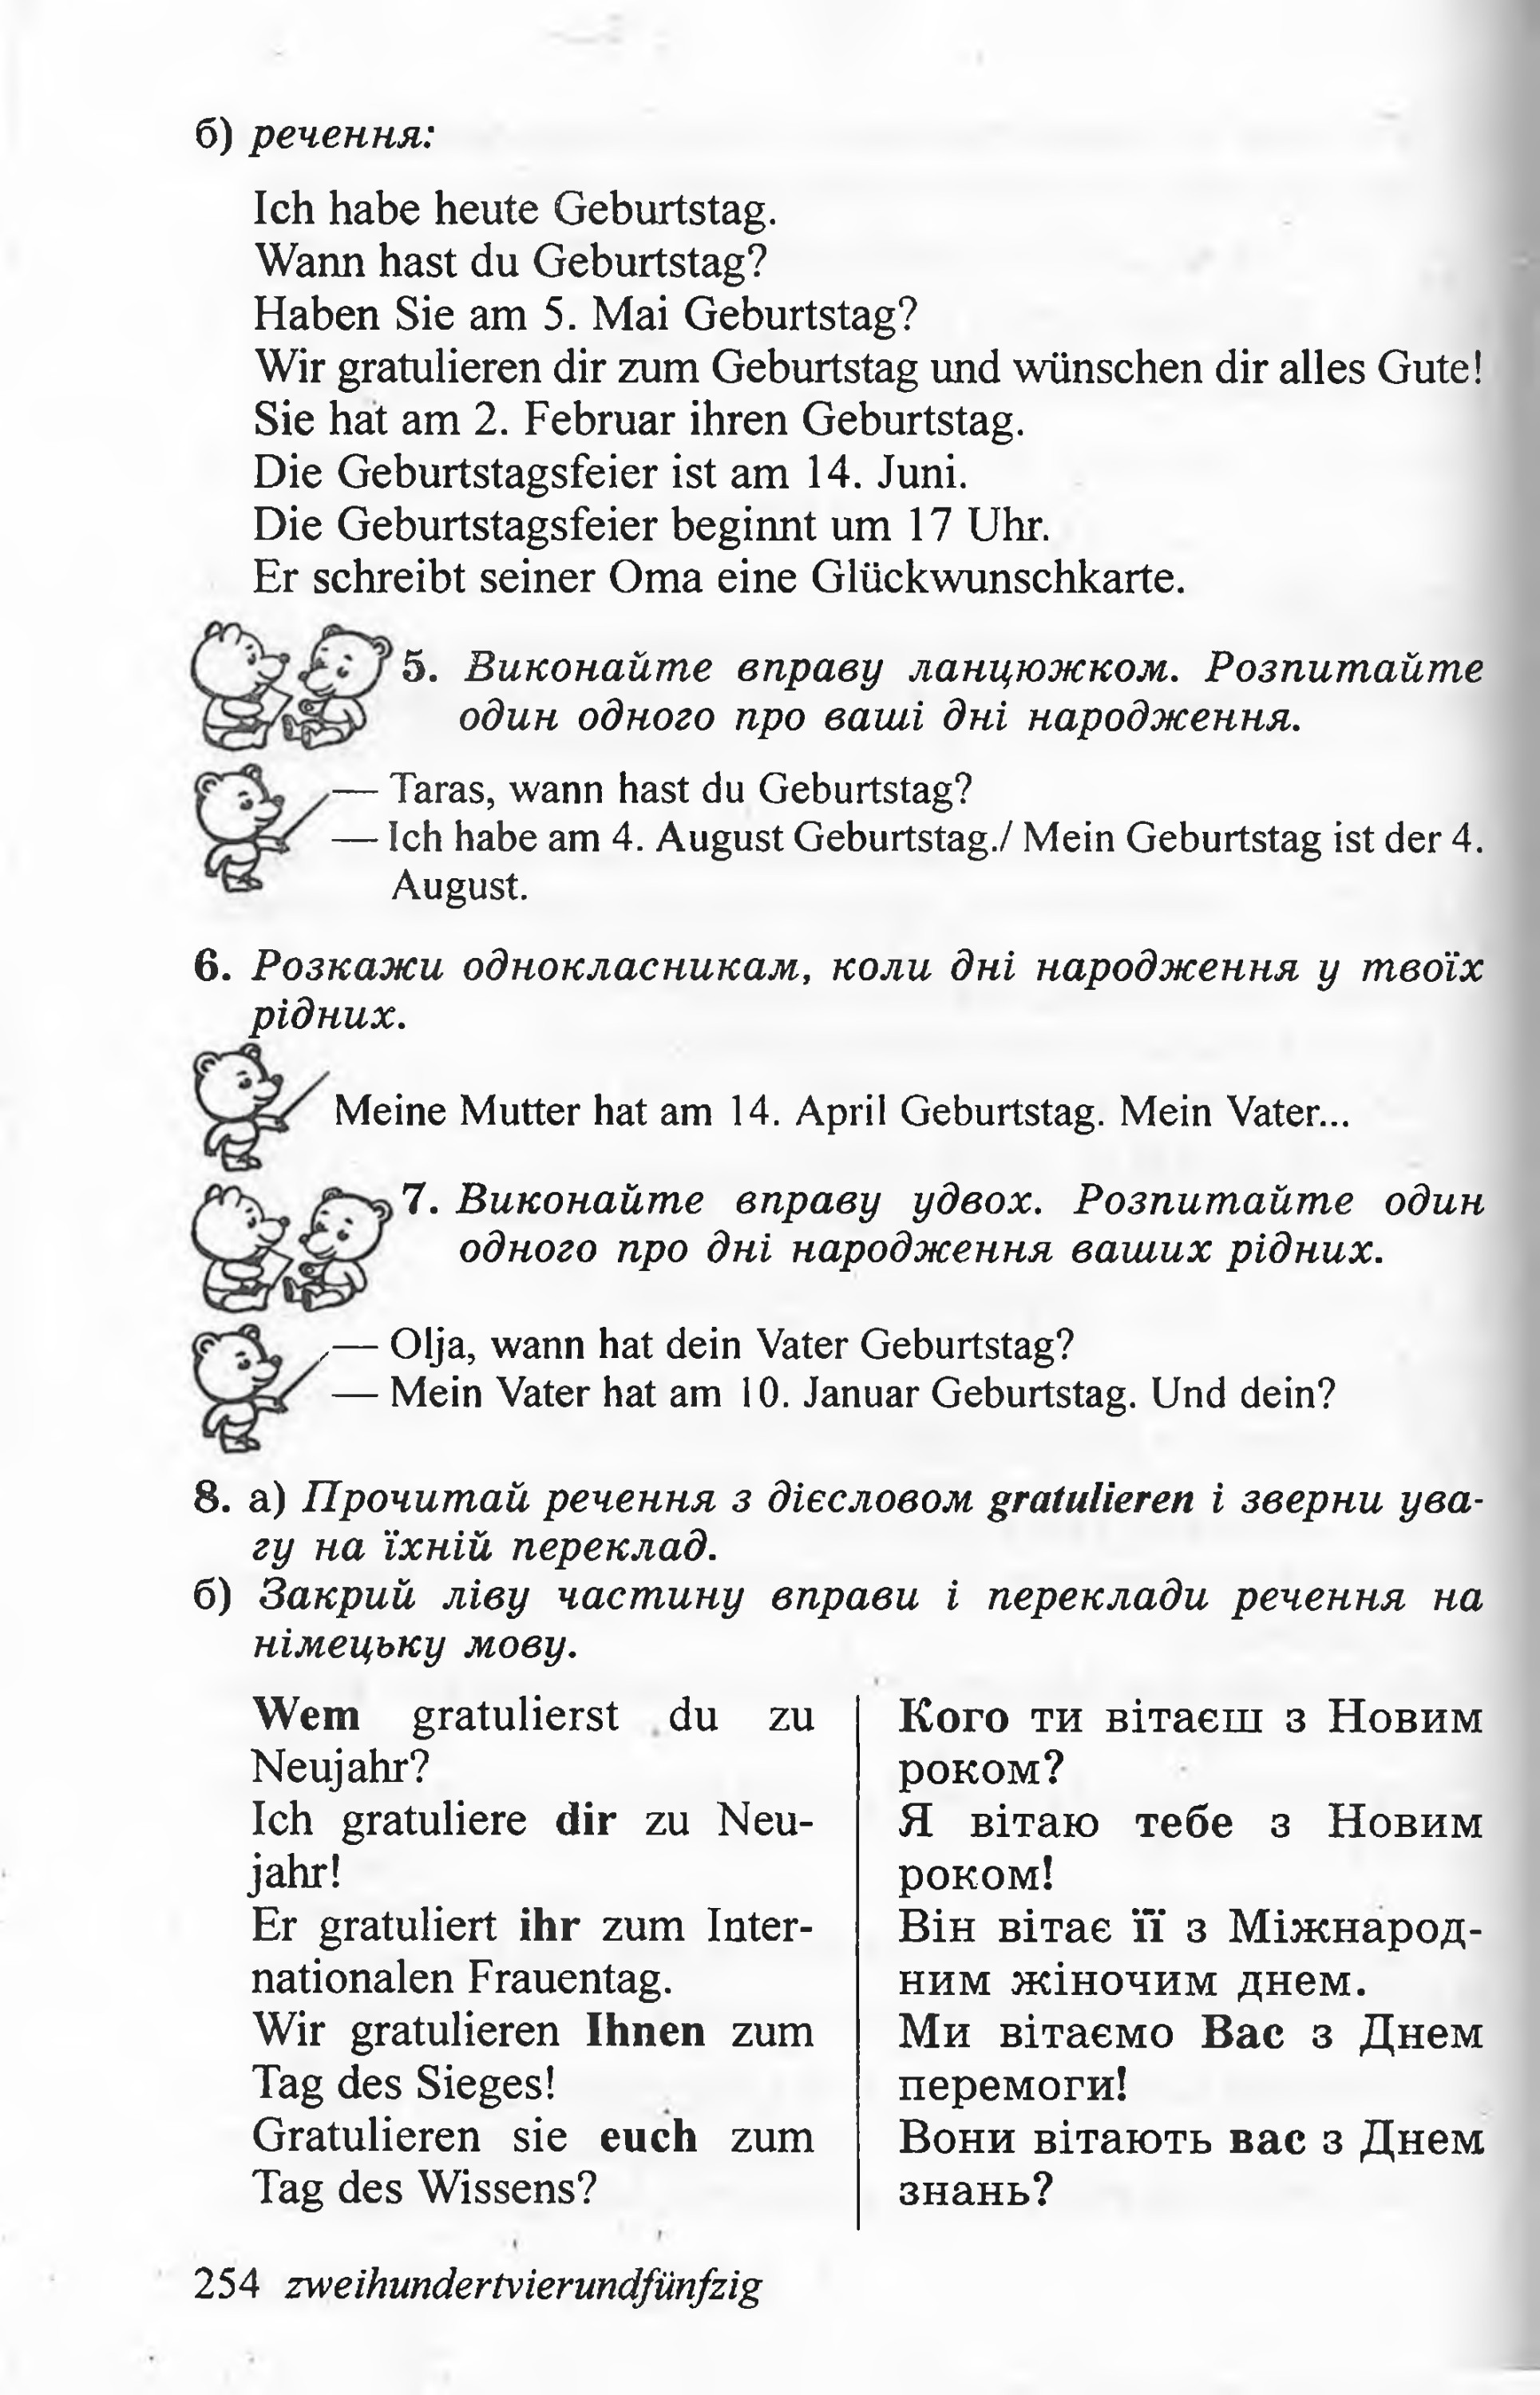 б) речення:
Ich habe heute Geburtstag.
Wann hast du Geburtstag?
Haben Sie am 5. Mai Geburtstag?
Wir gratulieren dir zum Geburtstag und wünschen dir alles Gute!
Sie hat am 2. Februar ihren Geburtstag.
Die Geburtstagsfeier ist am 14. Juni.
Die Geburtstagsfeier beginnt um 17 Uhr.
Er schreibt seiner Oma eine Glückwunschkarte.
5. Виконайте вправу ланцюжком. Розпитайте
один одного про ваші дні народження.
— Taras, wann hast du Geburtstag?
— Ich habe am 4. August Geburtstag./ Mein Geburtstag ist der 4.
August.
6. Розкажи однокласникам, коли дні народження у твоїх
рідних.
Meine Mutter hat am 14. April Geburtstag. Mein Vater...
7. Виконайте вправу удвох. Розпитайте один
одного про дні народження ваших рідних.
— Olja, wann hat dein Vater Geburtstag?
— Mein Vater hat am 10. Januar Geburtstag. Und dein?
8. а) Прочитай речення з дієсловом gratulieren і зверни ува-
гу на їхній переклад.
б) Закрий ліву частину вправи і переклади речення на
німецьку мову.
Wem gratulierst du zu
Neujahr?
Ich gratuliere dir zu Neu-
jahr!
Er gratuliert ihr zum Inter-
nationalen Frauentag.
Wir gratulieren Ihnen zum
Tag des Sieges!
Gratulieren sie euch zum
Tag des Wissens?
Кого ти вітаєш з Новим
роком?
Я вітаю тебе з Новим
роком!
Він вітає її з Міжнарод-
ним жіночим днем.
Ми вітаємо Вас з Днем
перемоги!
Вони вітають вас з Днем
знань?
254 zweihundertvierundfünfzig